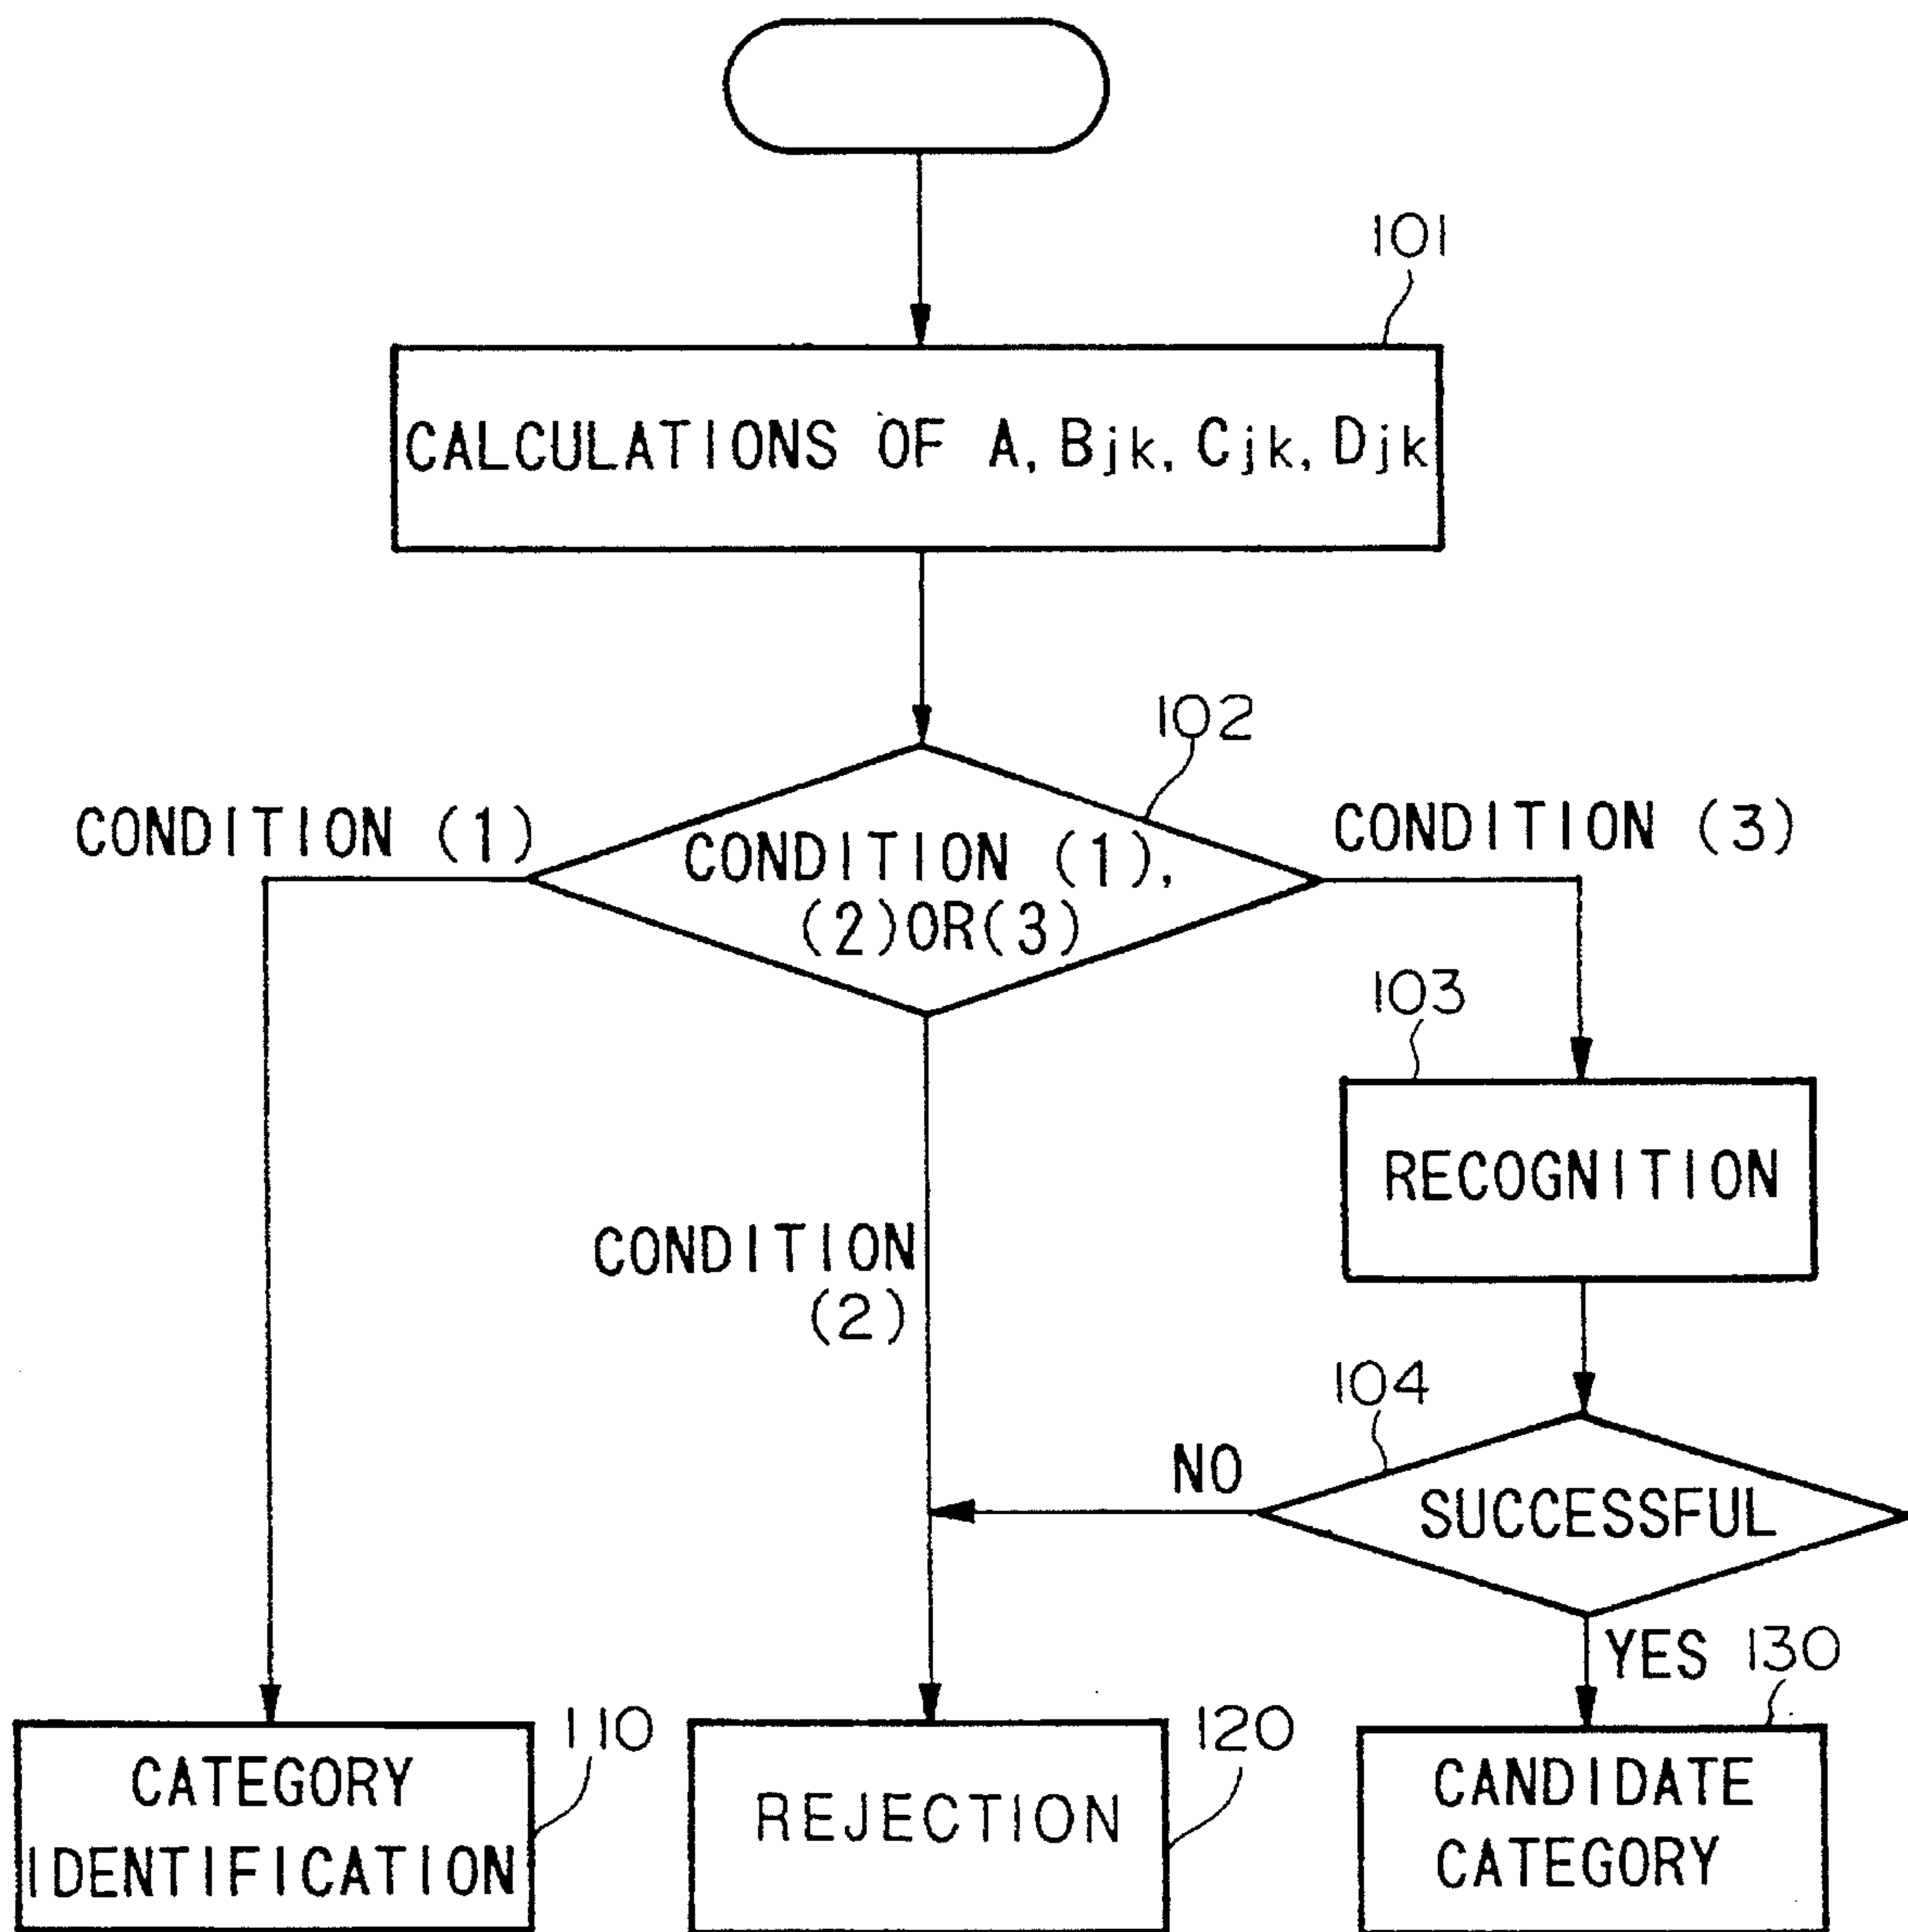 101
CALCULATIONS OF A, Bjk, Cjk, Djk
102
CONDITION (1)
CONDITION (1),
(2)OR(3)
CONDITION (3)
103
RECOGNITION
CONDITION
(2)
104
NO
SUCCESSFUL
YES
130
110
CATEGORY
IDENTIFICATION
120
REJECTION
CANDIDATE
CATEGORY